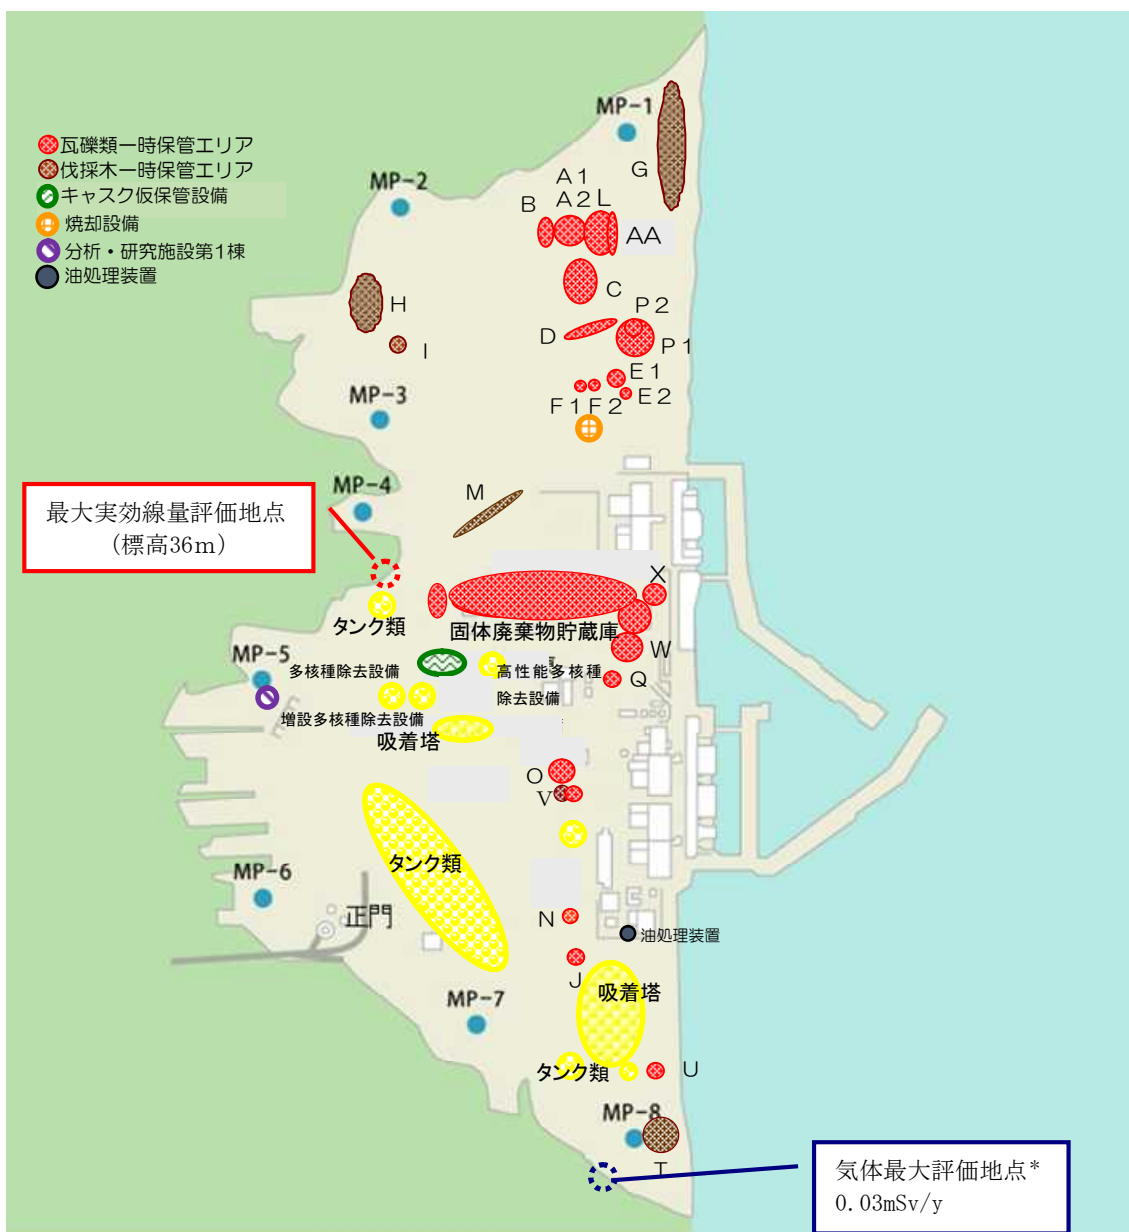 MP-1
瓦礫類一時保管エリア
伐採木一時保管エリア
キャスク仮保管設備
焼却設備
分析・研究施設第1棟
油処理装置
MP-2
G
A1
A2 L
B
AA
C
H
I
P2
D
P1
E1
E2
F1 F2
MP-3
MP-4
M
最大実効線量評価地点
(標高36m)
X
タンク類
固体廃棄物貯蔵庫
W
MP-5
多核種除去設備
高性能多核種
除去設備
Q
増設多核種除去設備
吸着塔
O
V
タンク類
MP-6
正門
N
油処理装置
J
吸着塔
MP-7
タンク類
U
MP-8
T
気体最大評価地点*
0.03mSv/y